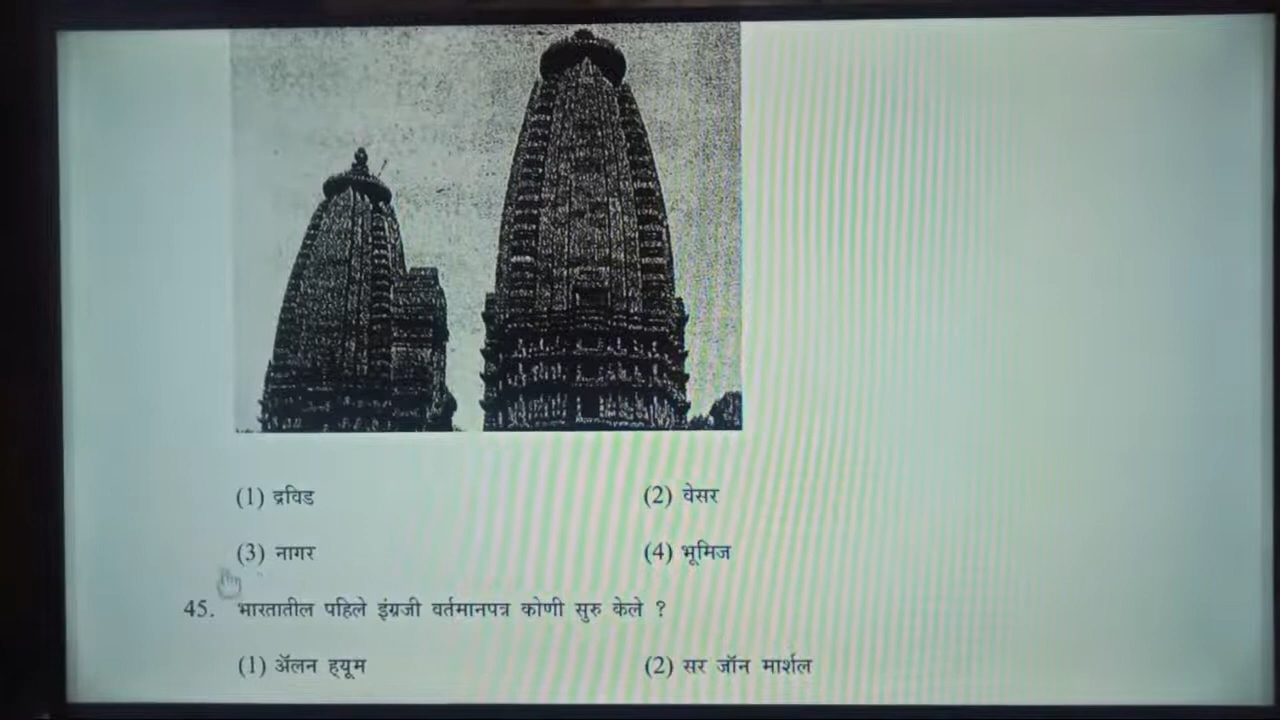 (1) द्रविड (2) वेसर
(3) नागर (4) भूमिज
45. भारतातील पहिले इंग्रजी वर्तमानपत्र कोणी सुरु केले ?
(1) ॲलन ह्यूम (2) सर जॉन मार्शल